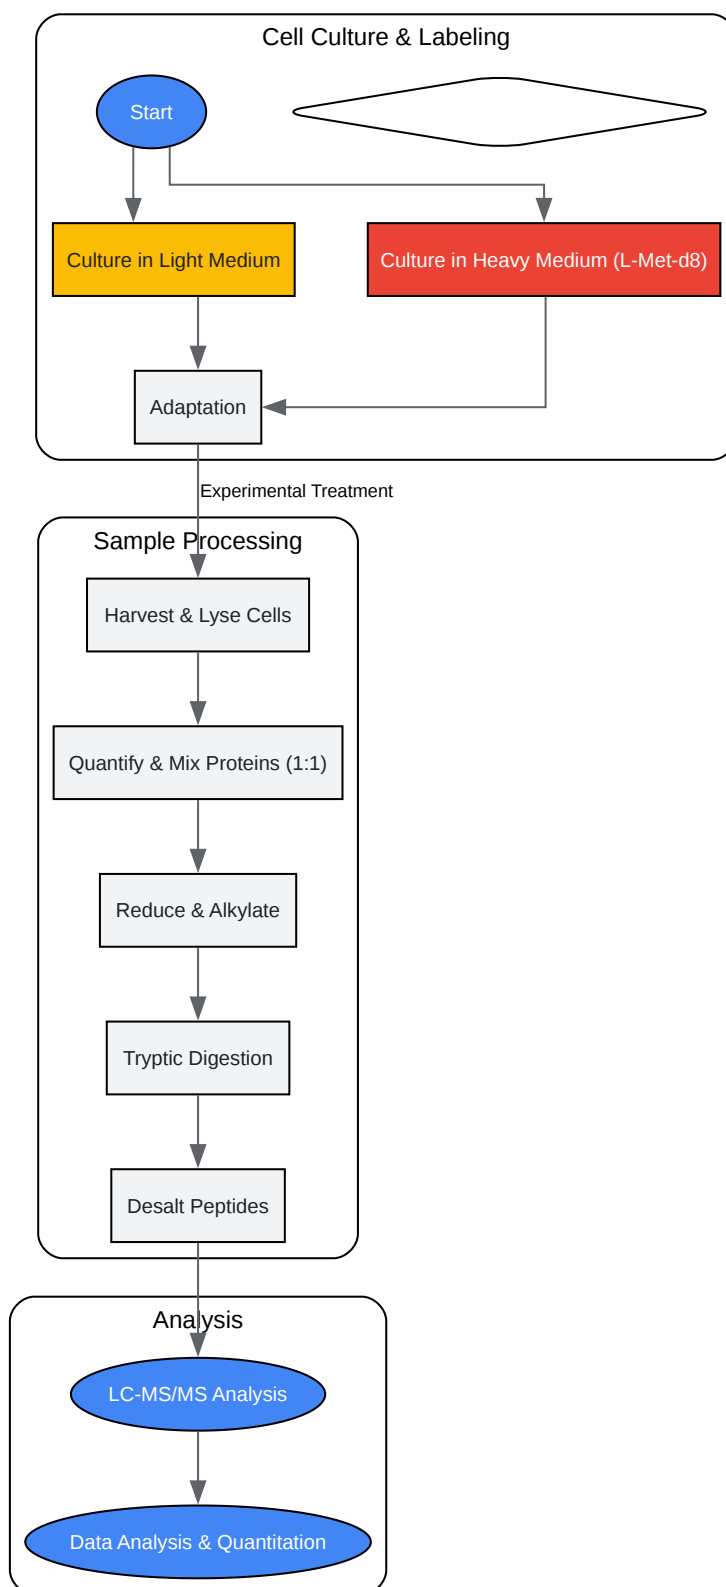 Cell Culture & Labeling
Start
Culture in Light Medium
Culture in Heavy Medium (L-Met-d8)
Adaptation
Experimental Treatment
Sample Processing
Harvest & Lyse Cells
Quantify & Mix Proteins (1:1)
Reduce & Alkylate
Tryptic Digestion
Desalt Peptides
Analysis
LC-MS/MS Analysis
Data Analysis & Quantitation